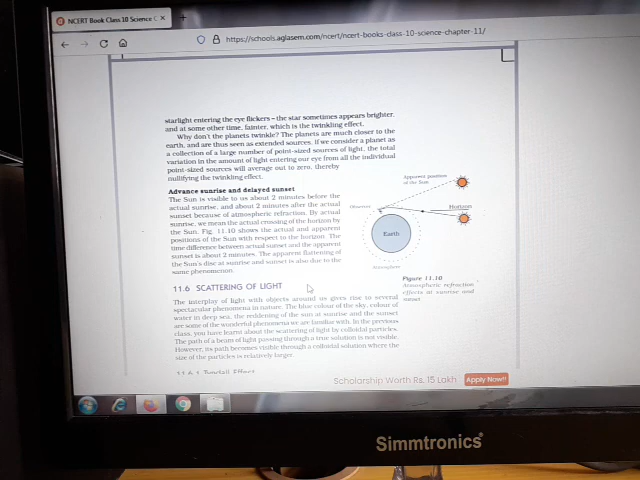 NCERT Book Class 10 Science C
https://schools.aglasem.com/ncert/ncert-books-class-10-science-chapter-11/
starlight entering the eye flickers – the star sometimes appears brighter,
and at some other time, fainter, which is the twinkling effect.
Why don't the planets twinkle? The planets are much closer to the
earth, and are thus seen as extended sources. If we consider a planet as
a collection of a large number of point-sized sources of light, the total
variation in the amount of light entering our eye from all the individual
point-sized sources will average out to zero, thereby
nullifying the twinkling effect.
Advance sunrise and delayed sunset
The Sun is visible to us about 2 minutes before the
actual sunrise, and about 2 minutes after the actual
sunset because of atmospheric refraction. By actual
sunrise, we mean the actual crossing of the horizon by
the Sun. Fig. 11.10 shows the actual and apparent
positions of the Sun with respect to the horizon. The
time difference between actual sunset and the apparent
sunset is about 2 minutes. The apparent flattening of
the Sun's disc at sunrise and sunset is also due to the
same phenomenon.
Apparent position
of the Sun
Observer
Horizon
Earth
Atmosphere
Figure 11.10
Atmospheric refraction
effects at sunrise and
sunset
11.6 SCATTERING OF LIGHT
The interplay of light with objects around us gives rise to several
spectacular phenomena in nature. The blue colour of the sky, colour of
water in deep sea, the reddening of the sun at sunrise and the sunset
are some of the wonderful phenomena we are familiar with. In the previous
class, you have learnt about the scattering of light by colloidal particles.
The path of a beam of light passing through a true solution is not visible.
However, its path becomes visible through a colloidal solution where the
size of the particles is relatively larger.
11.6.1 Tyndall Effect
Scholarship Worth Rs. 15 Lakh
Apply Now!!
Simmtronics